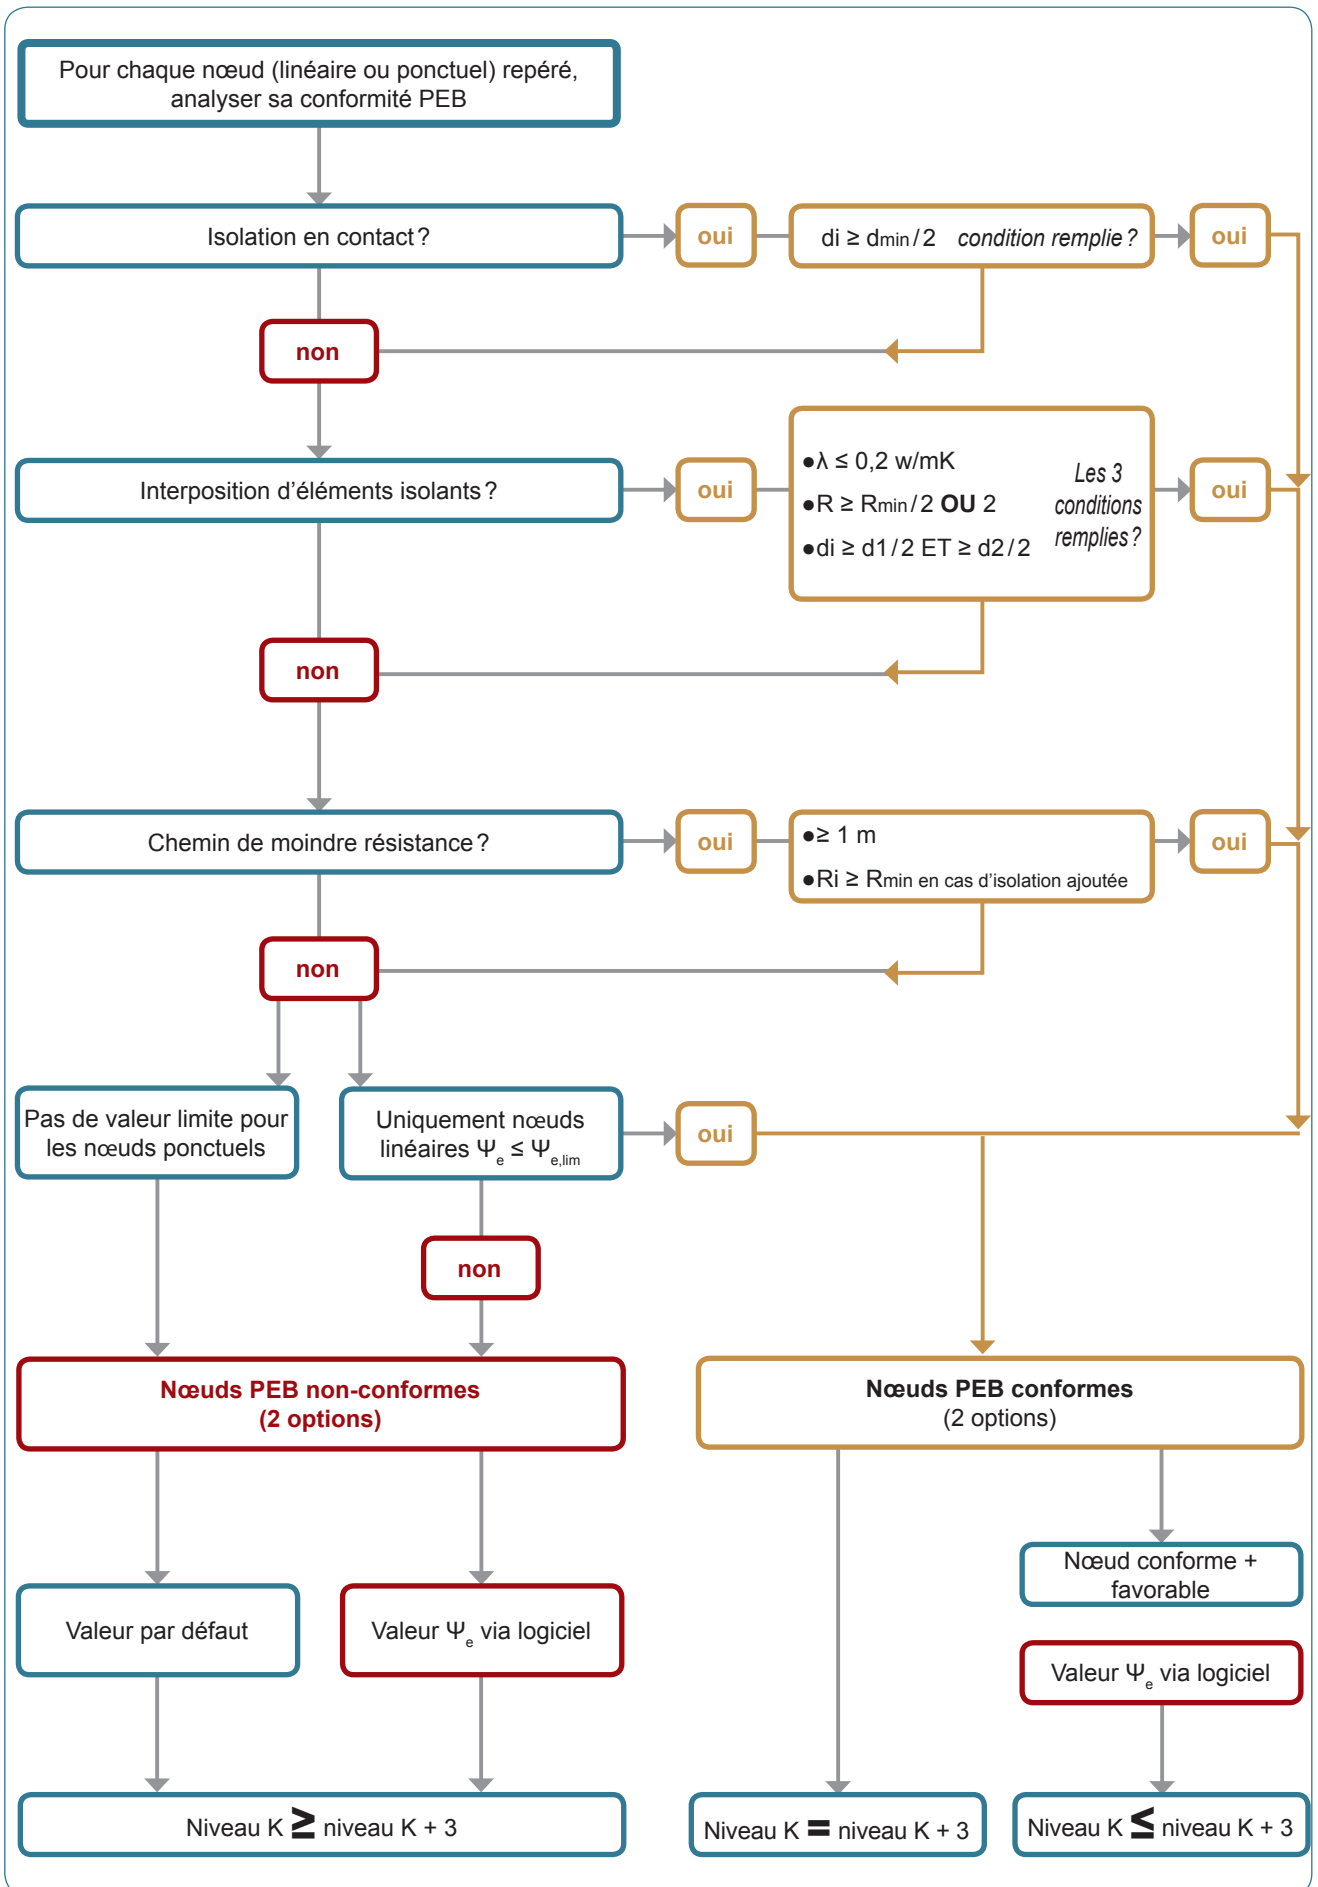 Pour chaque nœud (linéaire ou ponctuel) repéré,
analyser sa conformité PEB
Isolation en contact ?
oui
di ≥ dmin / 2 condition remplie ?
oui
non
Interposition d'éléments isolants ?
oui
●λ ≤ 0,2 w/mK
●R ≥ Rmin / 2 OU 2
●di ≥ d1 / 2 ET ≥ d2 / 2
Les 3
conditions
remplies ?
oui
non
Chemin de moindre résistance ?
oui
●≥ 1 m
●Ri ≥ Rmin en cas d'isolation ajoutée
oui
non
Pas de valeur limite pour
les nœuds ponctuels
Uniquement nœuds
linéaires Ψe ≤ Ψe,lim
oui
non
Nœuds PEB non-conformes
(2 options)
Nœuds PEB conformes
(2 options)
Nœud conforme +
favorable
Valeur par défaut
Valeur Ψe via logiciel
Valeur Ψe via logiciel
Niveau K ≥ niveau K + 3
Niveau K = niveau K + 3
Niveau K ≤ niveau K + 3